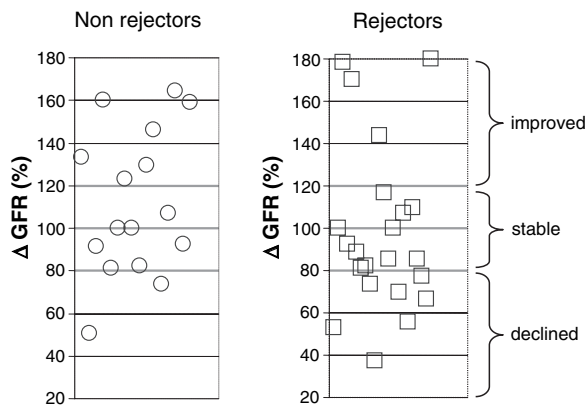 Non rejectors
Rejectors
Δ GFR (%)
180
160
140
120
100
80
60
40
20
Δ GFR (%)
180
160
140
120
100
80
60
40
20
improved
stable
declined